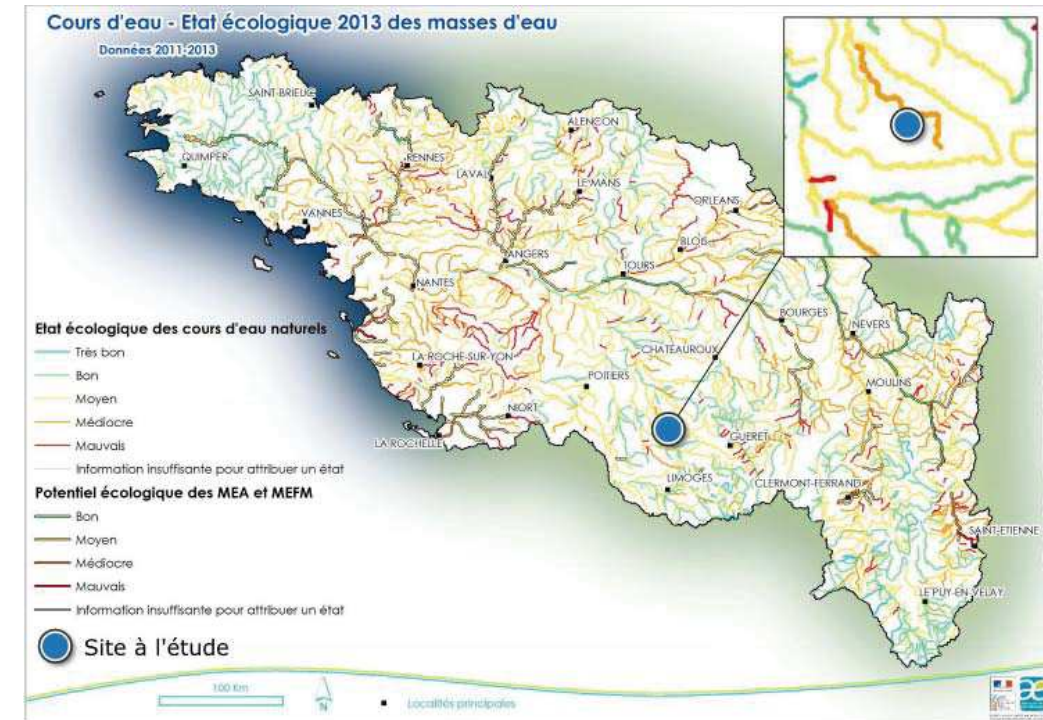 Cours d'eau - Etat écologique 2013 des masses d'eau
Données 2011-2013
SAINT-BRIEUC
ALENCON
QUIMPER
RENNES
LAVAL
LE MANS
ORLEANS
VANNES
BLOIS
ANGERS
TOURS
NANTES
BOURGES
NEVERS
Etat écologique des cours d'eau naturels
Très bon
Bon
Moyen
Médiocre
Mauvais
Information insuffisante pour attribuer un état
CHATEAUROUX
LA ROCHE-SUR-YON
POITIERS
MOULINS
NIORT
LA ROCHELLE
GUERET
LIMOGES
CLERMONT-FERRAND
SAINT-ETIENNE
LE PUY-EN-VELAY
Potentiel écologique des MEA et MEFM
Bon
Moyen
Médiocre
Mauvais
Information insuffisante pour attribuer un état
Site à l'étude
100 Km
N
Localités principales